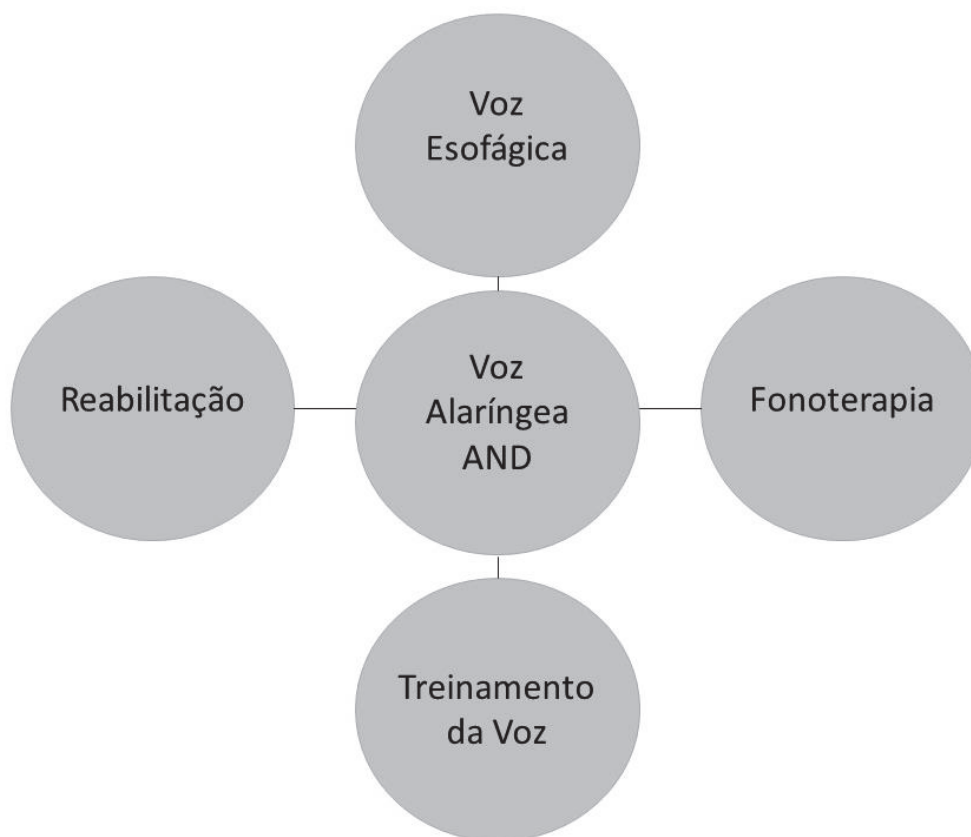 Voz
Esofágica
Reabilitação
Voz
Alaríngea
AND
Fonoterapia
Treinamento
da Voz